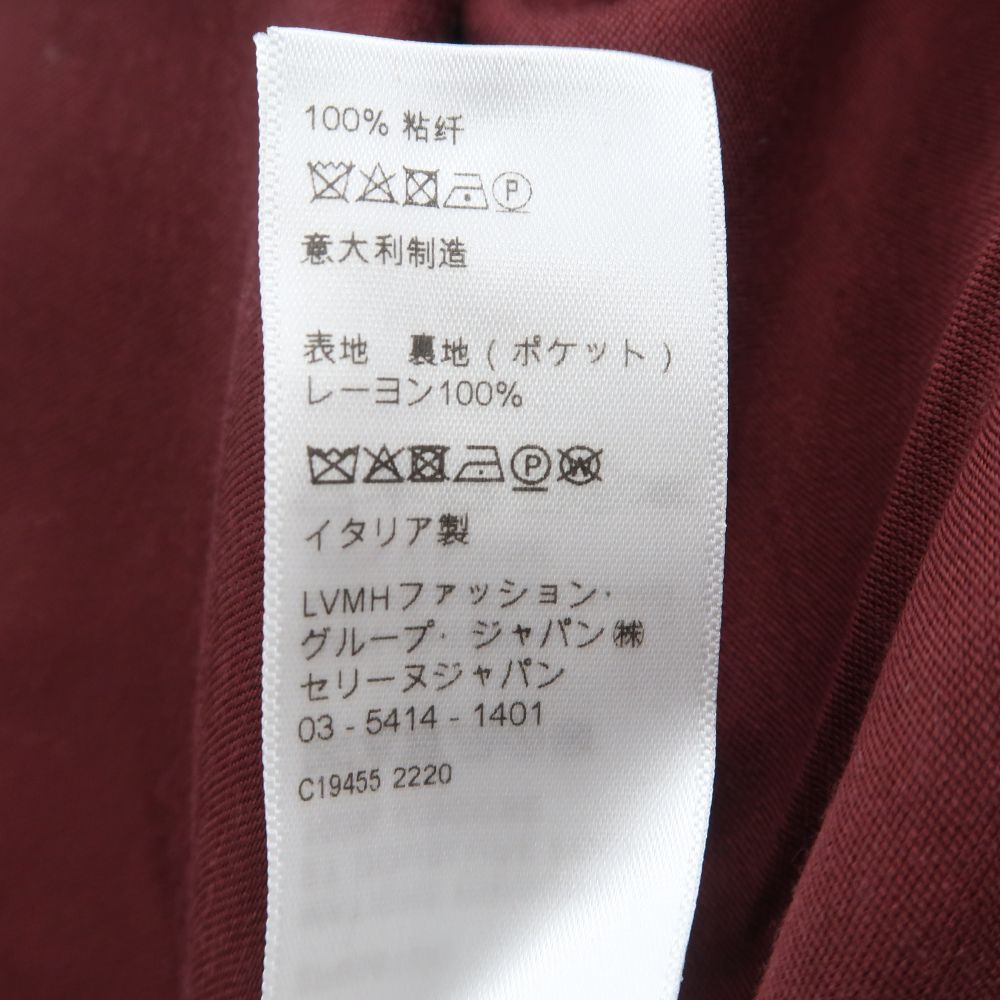 100% 粘纤
P
意大利制造
表地　裏地（ポケット）
レーヨン100%
P W
イタリア製
LVMHファッション・
グループ・ジャパン㈱
セリーヌジャパン
03 - 5414 - 1401
C19455 2220